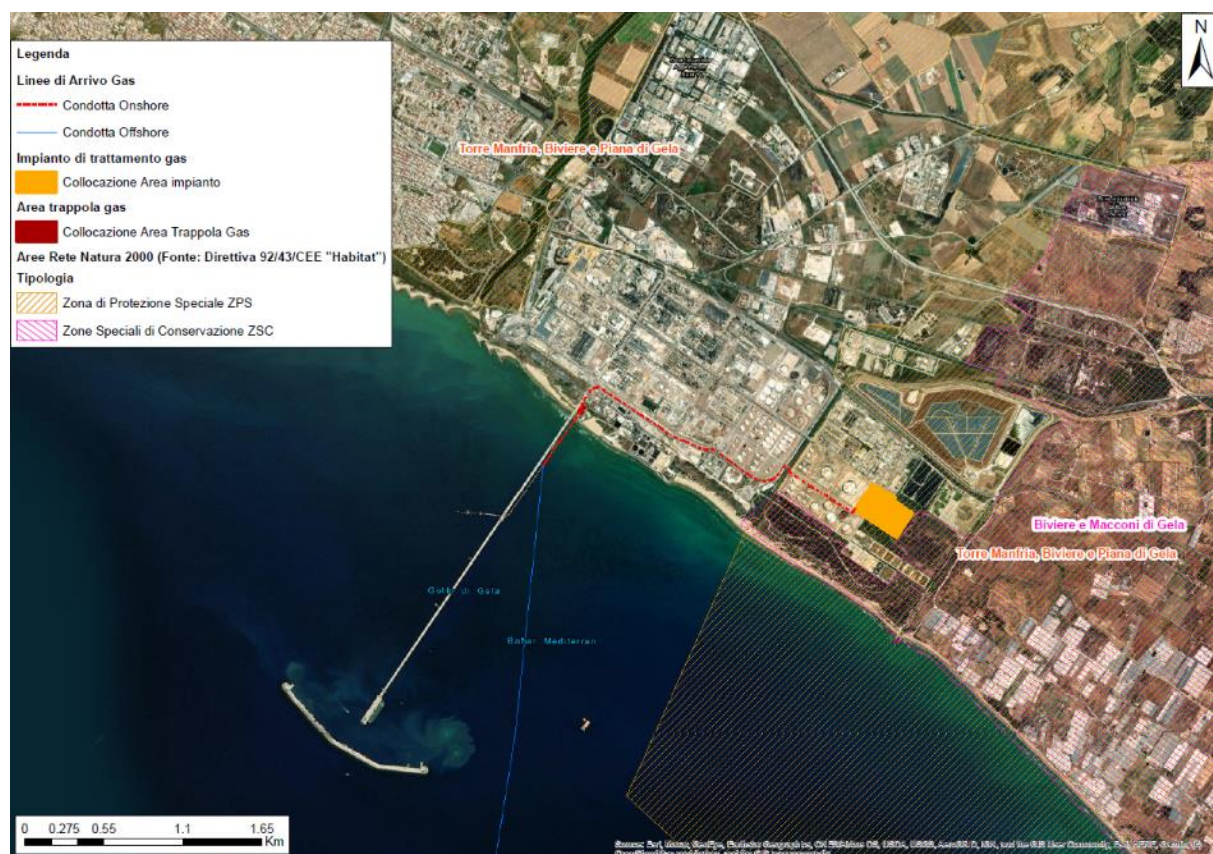 Legenda
Linee di Arrivo Gas
Condotta Onshore
Condotta Offshore
Impianto di trattamento gas
Collocazione Area impianto
Area trappola gas
Collocazione Area Trappola Gas
Aree Rete Natura 2000 (Fonte: Direttiva 92/43/CEE "Habitat")
Tipologia
Zona di Protezione Speciale ZPS
Zone Speciali di Conservazione ZSC
N
Torre Manfria, Biviere e Piana di Gela
Biviere e Macconi di Gela
Torre Manfria, Biviere e Piana di Gela
Golfo di Gela
Baħar Mediterran
0 0.275 0.55 1.1 1.65
Km